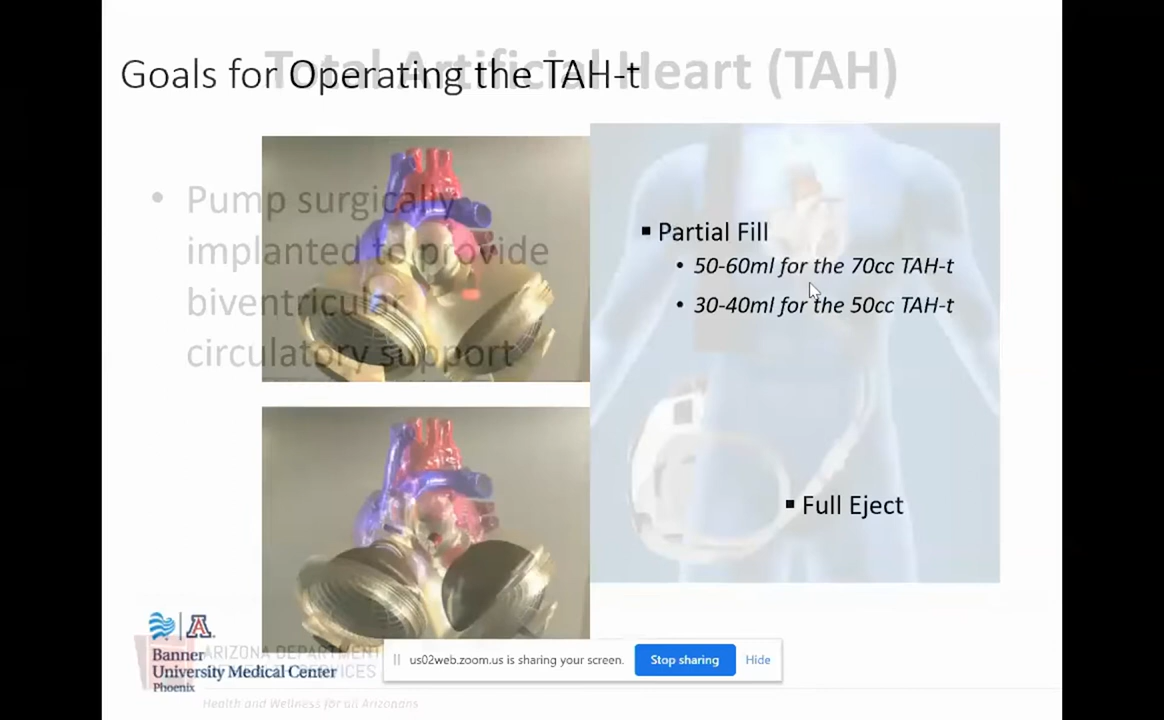 Total Artificial Heart (TAH)
Goals for Operating the TAH-t
• Pump surgically
implanted to provide
biventricular
circulatory support
▪ Partial Fill
• 50-60ml for the 70cc TAH-t
• 30-40ml for the 50cc TAH-t
▪ Full Eject
A
Banner
University Medical Center
Phoenix
ARIZONA DEPARTMENT
SERVICES
Health and Wellness for all Arizonans
us02web.zoom.us is sharing your screen.
Stop sharing
Hide